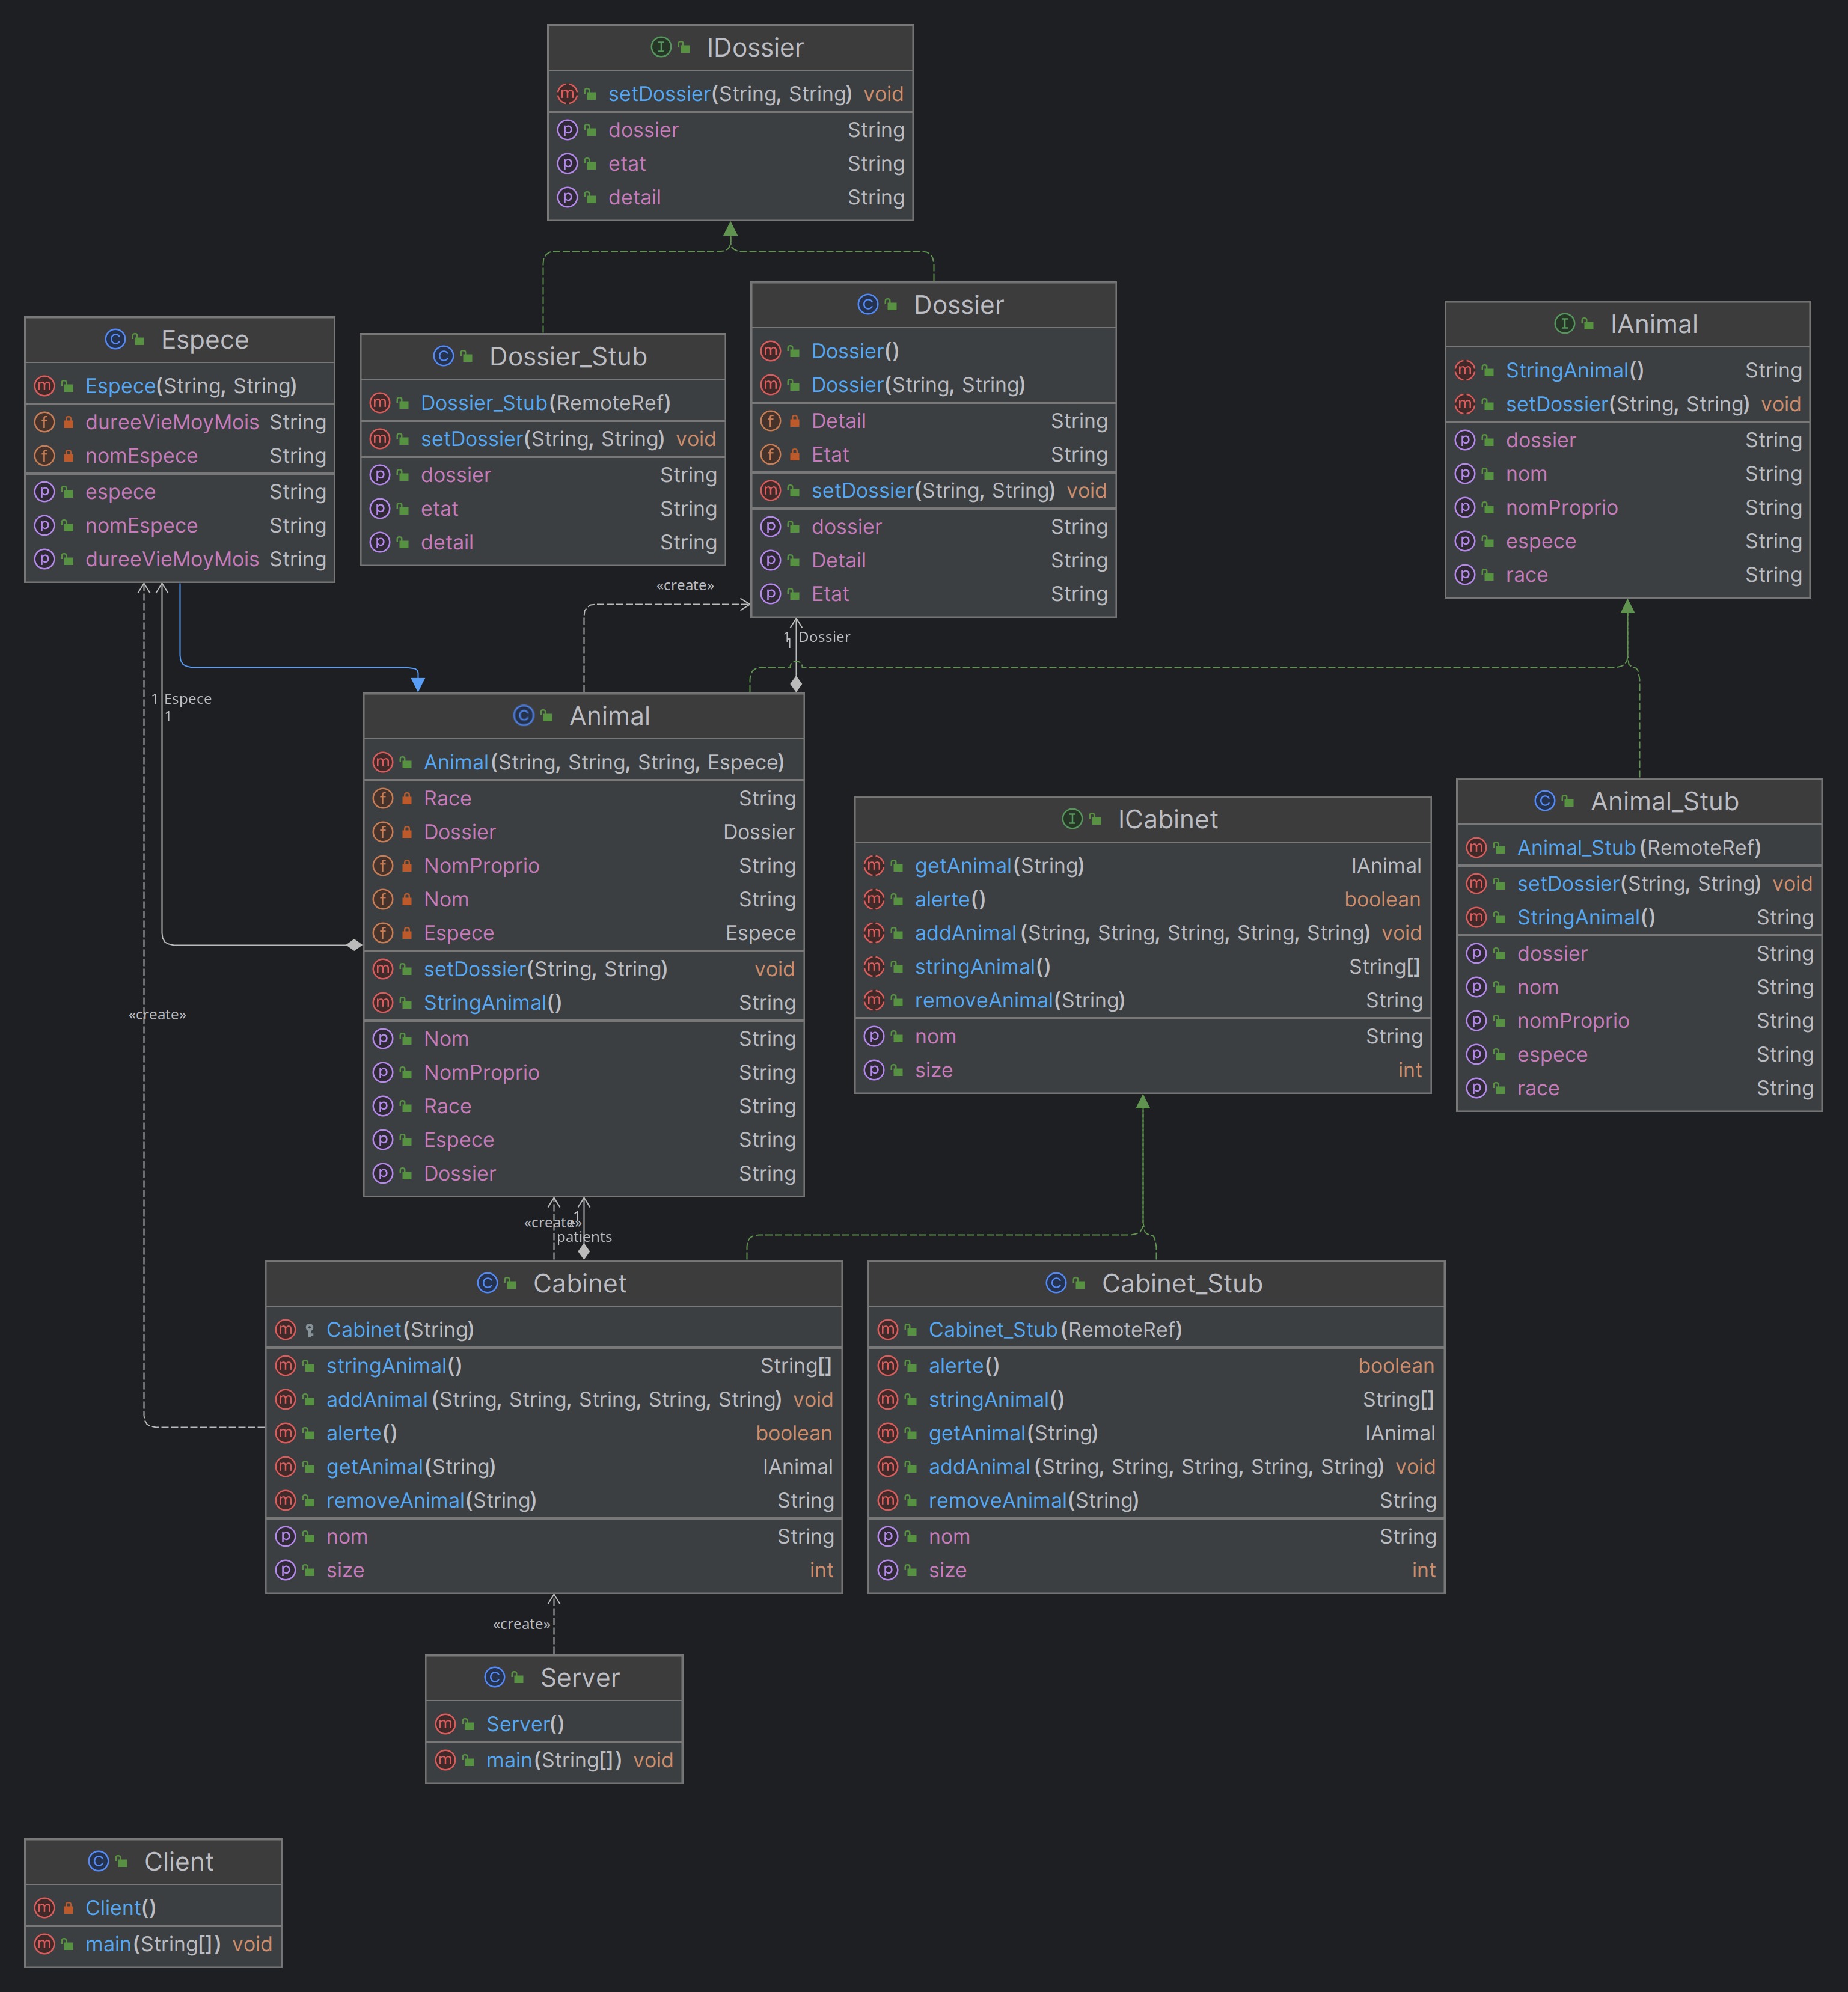 IDossier
setDossier(String, String) void
dossier String
etat String
detail String
Espece
Espece(String, String)
dureeVieMoyMois String
nomEspece String
espece String
nomEspece String
dureeVieMoyMois String
Dossier_Stub
Dossier_Stub(RemoteRef)
setDossier(String, String) void
dossier String
etat String
detail String
Dossier
Dossier()
Dossier(String, String)
Detail String
Etat String
setDossier(String, String) void
dossier String
Detail String
Etat String
IAnimal
StringAnimal() String
setDossier(String, String) void
dossier String
nom String
nomProprio String
espece String
race String
«create»
1 Dossier
1
1 Espece
1
«create»
Animal
Animal(String, String, String, Espece)
Race String
Dossier Dossier
NomProprio String
Nom String
Espece Espece
setDossier(String, String) void
StringAnimal() String
Nom String
NomProprio String
Race String
Espece String
Dossier String
ICabinet
getAnimal(String) IAnimal
alerte() boolean
addAnimal(String, String, String, String, String) void
stringAnimal() String[]
removeAnimal(String) String
nom String
size int
Animal_Stub
Animal_Stub(RemoteRef)
setDossier(String, String) void
StringAnimal() String
dossier String
nom String
nomProprio String
espece String
race String
«create»
1
patients
Cabinet
Cabinet(String)
stringAnimal() String[]
addAnimal(String, String, String, String, String) void
alerte() boolean
getAnimal(String) IAnimal
removeAnimal(String) String
nom String
size int
Cabinet_Stub
Cabinet_Stub(RemoteRef)
alerte() boolean
stringAnimal() String[]
getAnimal(String) IAnimal
addAnimal(String, String, String, String, String) void
removeAnimal(String) String
nom String
size int
«create»
Server
Server()
main(String[]) void
Client
Client()
main(String[]) void